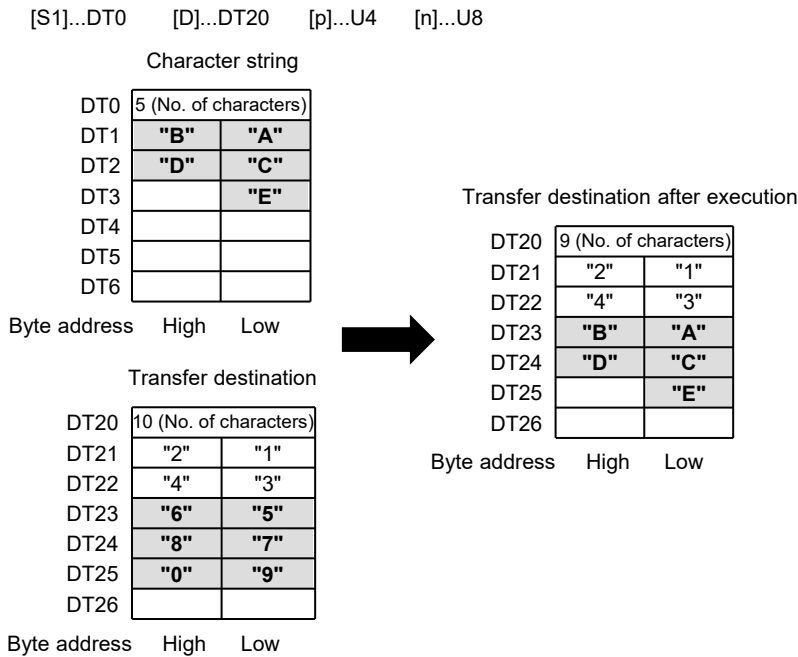 [S1]...DT0 [D]...DT20 [p]...U4 [n]...U8
Character string
DT0 5 (No. of characters)
DT1 "B" "A"
DT2 "D" "C"
DT3 "E"
DT4
DT5
DT6
Byte address High Low
Transfer destination
DT20 10 (No. of characters)
DT21 "2" "1"
DT22 "4" "3"
DT23 "6" "5"
DT24 "8" "7"
DT25 "0" "9"
DT26
Byte address High Low
Transfer destination after execution
DT20 9 (No. of characters)
DT21 "2" "1"
DT22 "4" "3"
DT23 "B" "A"
DT24 "D" "C"
DT25 "E"
DT26
Byte address High Low